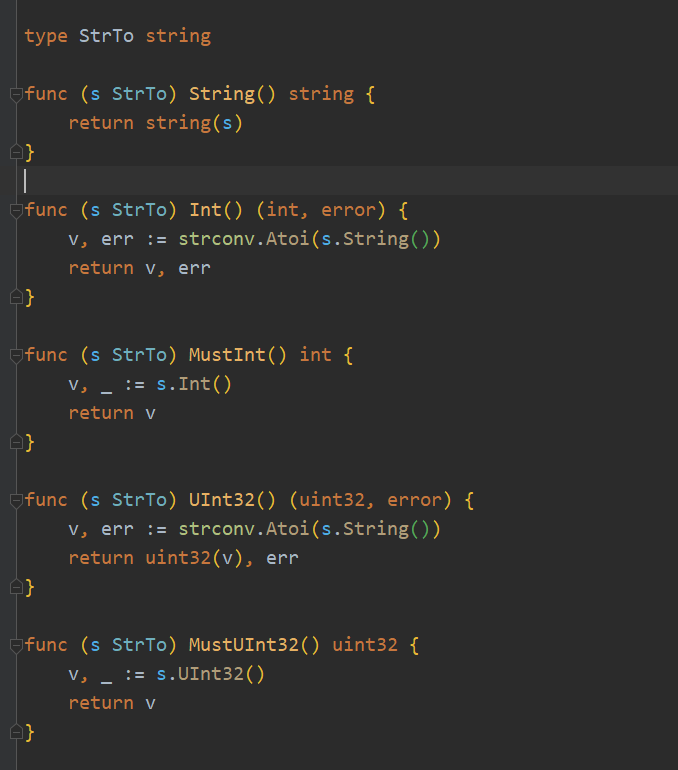 type StrTo string
func (s StrTo) String() string {
return string(s)
}
func (s StrTo) Int() (int, error) {
v, err := strconv.Atoi(s.String())
return v, err
}
func (s StrTo) MustInt() int {
v, _ := s.Int()
return v
}
func (s StrTo) UInt32() (uint32, error) {
v, err := strconv.Atoi(s.String())
return uint32(v), err
}
func (s StrTo) MustUInt32() uint32 {
v, _ := s.UInt32()
return v
}